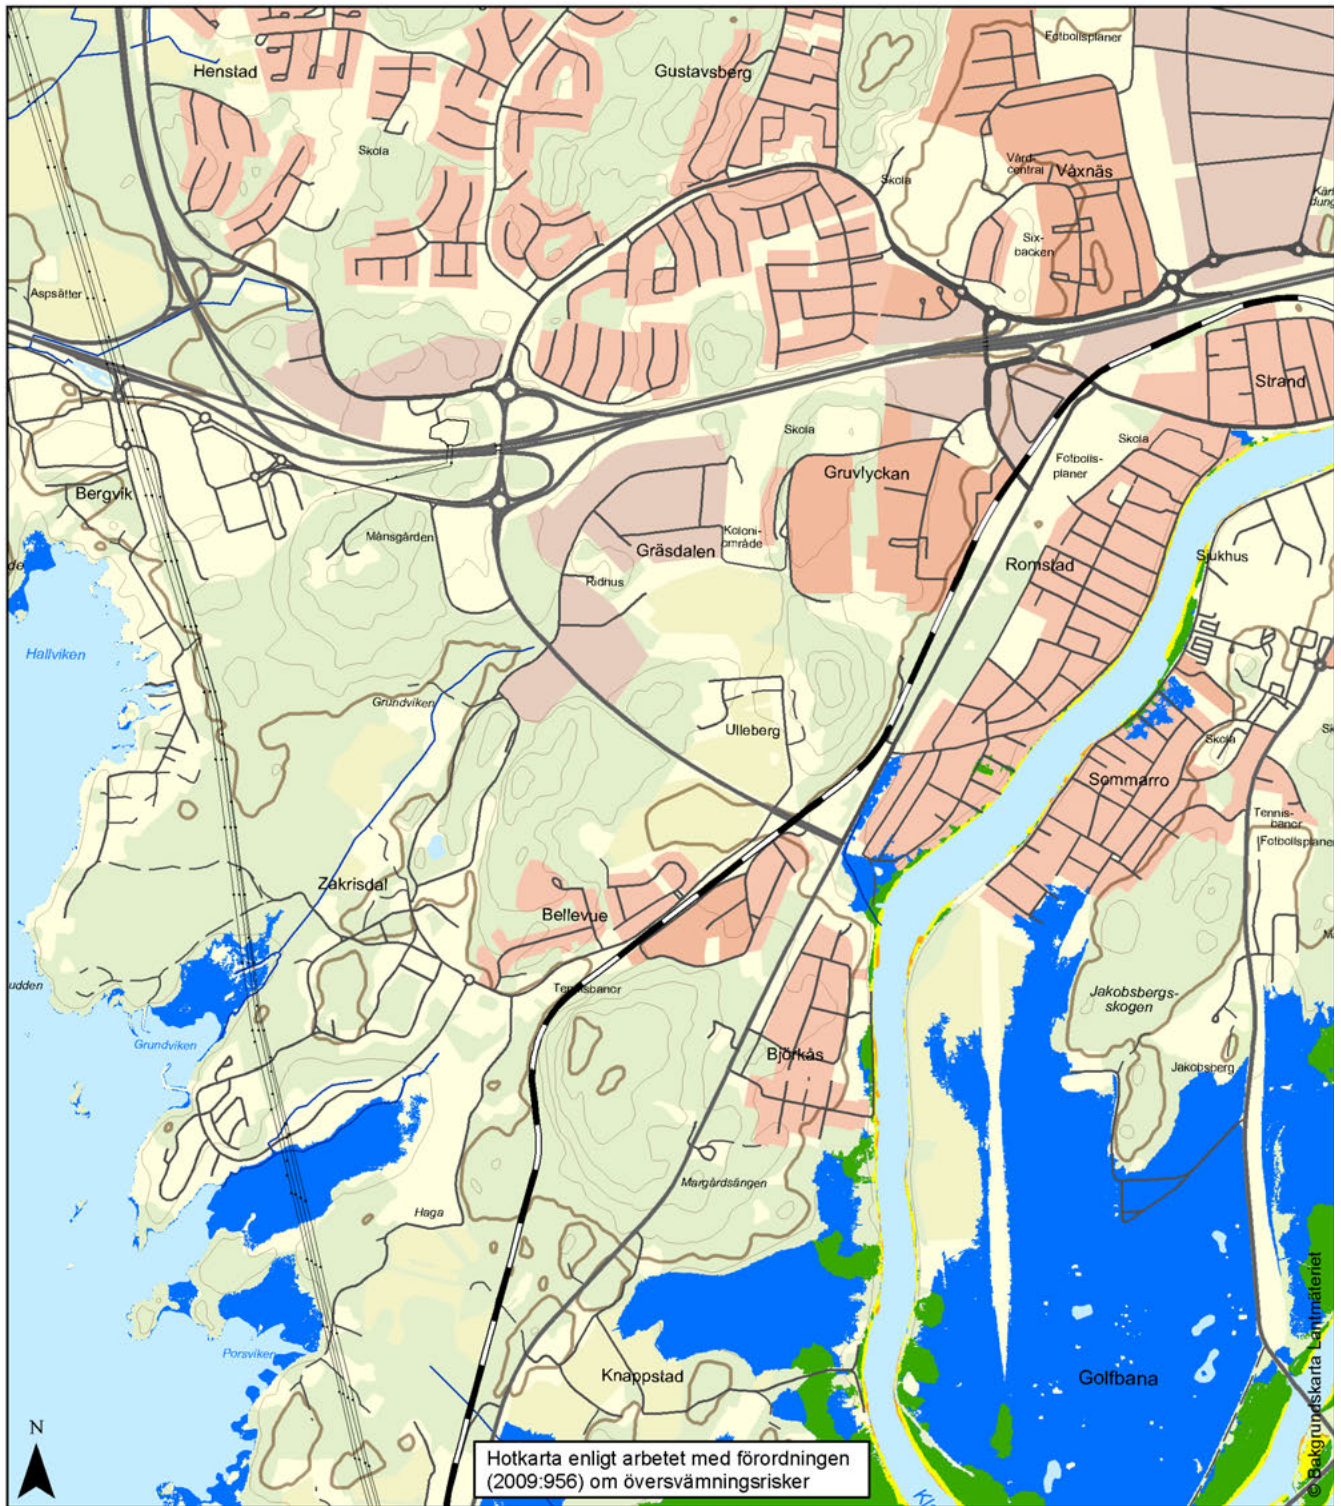 Henstad
Gustavsberg
Fotbollsplaner
Skola
Vård-
central
Våxnäs
Skola
Six-
backen
Aspsätter
Strand
Skola
Skola
Gruvlyckan
Fotbolls-
planer
Bergvik
Månsgården
Koloni-
område
Gräsdalen
Romstad
Sjukhus
Ridhus
Hallviken
Grundviken
Ulleberg
Skola
Sommarro
Tennis-
banor
Fotbollsplaner
Zakrisdal
Bellevue
udden
Tennisbanor
Jakobsbergs-
skogen
Grundviken
Björkås
Jakobsberg
Margårdsängen
Haga
Porsviken
Knappstad
Golfbana
N
Hotkarta enligt arbetet med förordningen
(2009:956) om översvämningsrisker
©Bakgrundskarta Lantmäteriet